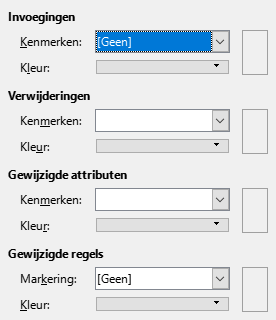 Invoegingen
Kenmerken: [Geen]
Kleur:
Verwijderingen
Kenmerken:
Kleur:
Gewijzigde attributen
Kenmerken:
Kleur:
Gewijzigde regels
Markering: [Geen]
Kleur: